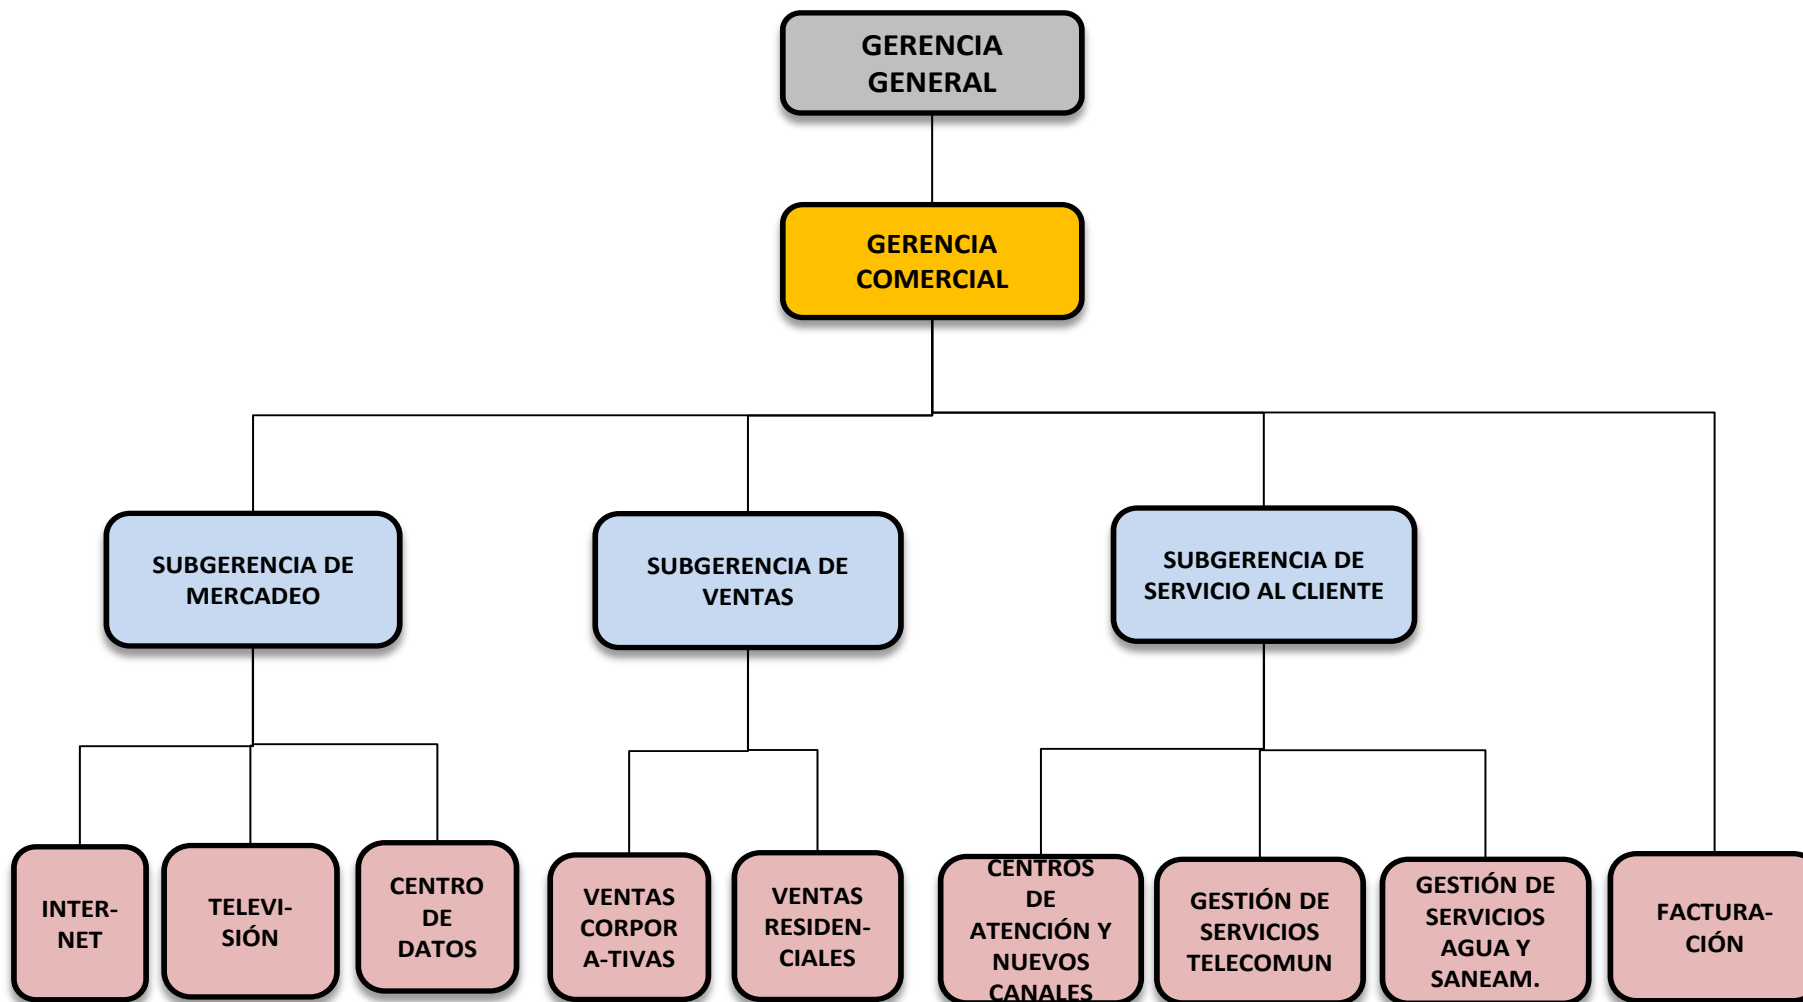 GERENCIA
GENERAL
GERENCIA
COMERCIAL
SUBGERENCIA DE
MERCADEO
SUBGERENCIA DE
VENTAS
SUBGERENCIA DE
SERVICIO AL CLIENTE
INTER-
NET
TELEVI-
SIÓN
CENTRO
DE
DATOS
VENTAS
CORPOR
A-TIVAS
VENTAS
RESIDEN-
CIALES
CENTROS
DE
ATENCIÓN Y
NUEVOS
CANALES
GESTIÓN DE
SERVICIOS
TELECOMUN
GESTIÓN DE
SERVICIOS
AGUA Y
SANEAM.
FACTURA-
CIÓN